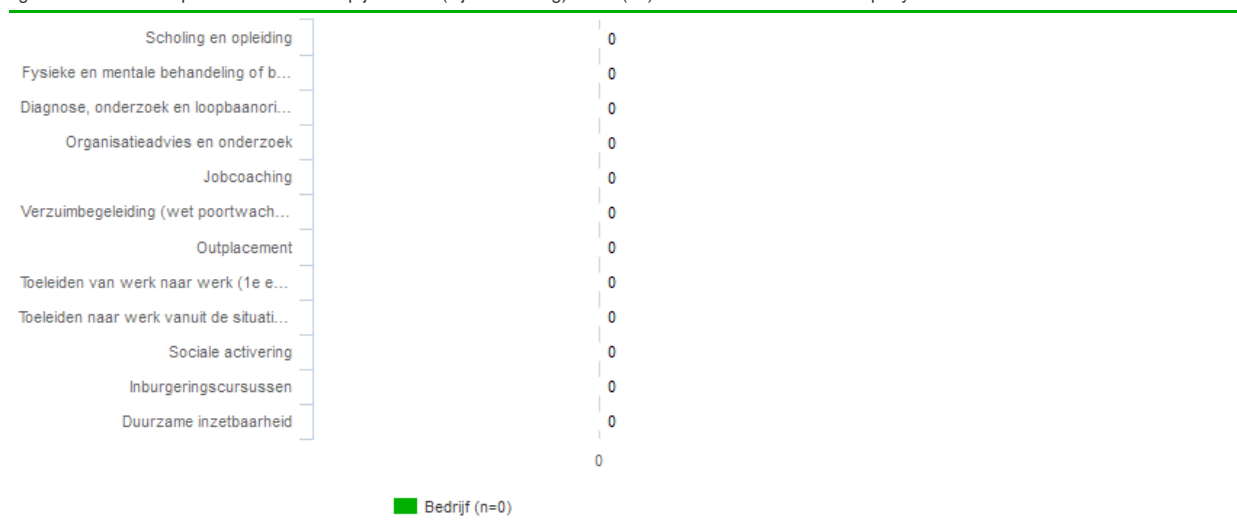 Scholing en opleiding 0
Fysieke en mentale behandeling of b... 0
Diagnose, onderzoek en loopbaanori... 0
Organisatieadvies en onderzoek 0
Jobcoaching 0
Verzuimbegeleiding (wet poortwach... 0
Outplacement 0
Toeleiden van werk naar werk (1e e... 0
Toeleiden naar werk vanuit de situati... 0
Sociale activering 0
Inburgeringscursussen 0
Duurzame inzetbaarheid 0
0
Bedrijf (n=0)